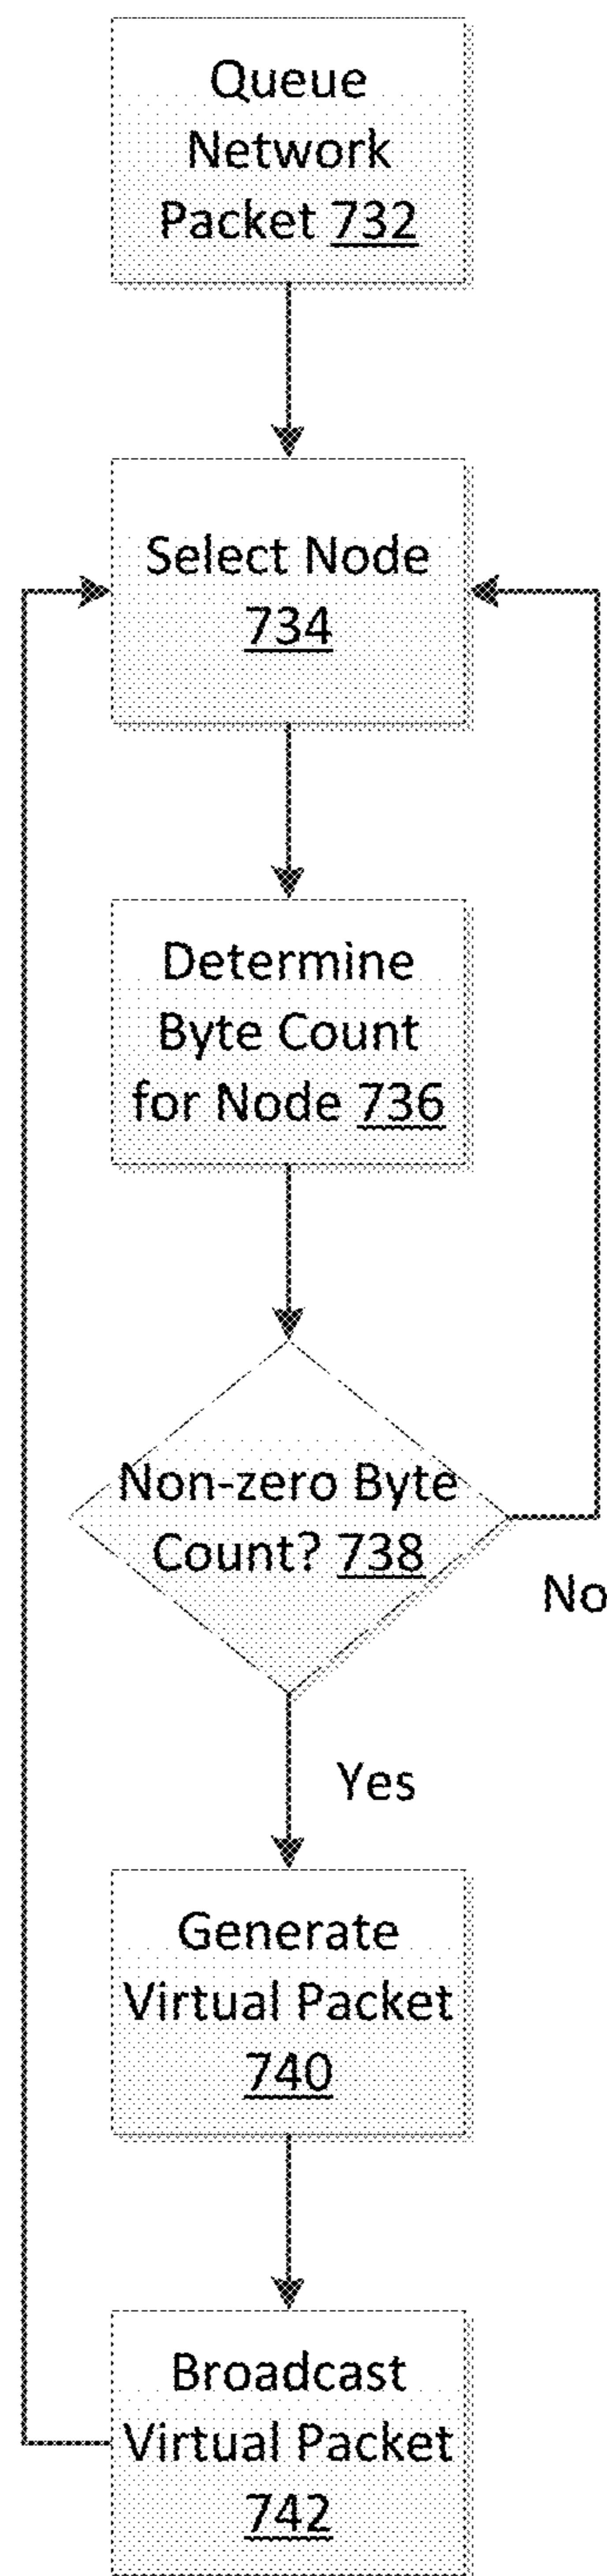 Queue
Network
Packet 732
Select Node
734
Determine
Byte Count
for Node 736
Non-zero Byte
Count? 738
No
Yes
Generate
Virtual Packet
740
Broadcast
Virtual Packet
742